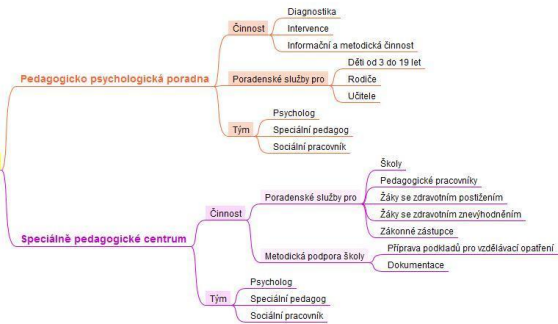 Pedagogicko psychologická poradna
Činnost
Diagnostika
Intervence
Informační a metodická činnost
Poradenské služby pro
Děti od 3 do 19 let
Rodiče
Učitele
Tým
Psycholog
Speciální pedagog
Sociální pracovník
Speciálně pedagogické centrum
Činnost
Poradenské služby pro
Školy
Pedagogické pracovníky
Žáky se zdravotním postižením
Žáky se zdravotním znevýhodněním
Zákonné zástupce
Metodická podpora školy
Příprava podkladů pro vzdělávací opatření
Dokumentace
Tým
Psycholog
Speciální pedagog
Sociální pracovník